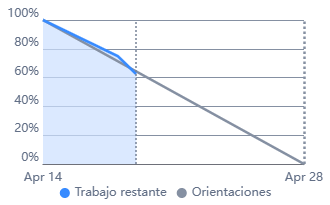 100%
80%
60%
40%
20%
0%
Apr 14
Apr 28
Trabajo restante
Orientaciones